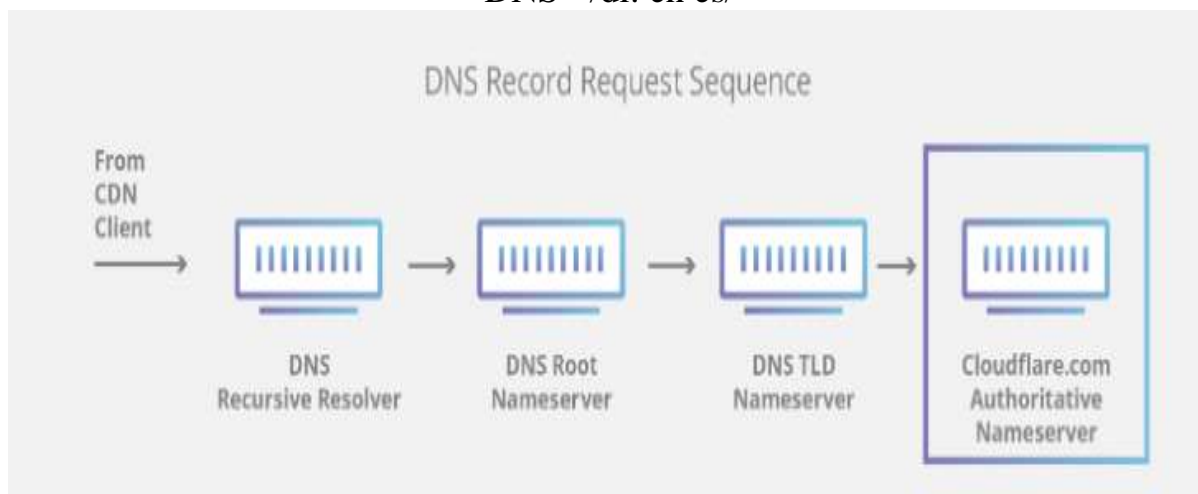 DNS Record Request Sequence
From
CDN
Client
DNS
Recursive Resolver
DNS Root
Nameserver
DNS TLD
Nameserver
Cloudflare.com
Authoritative
Nameserver